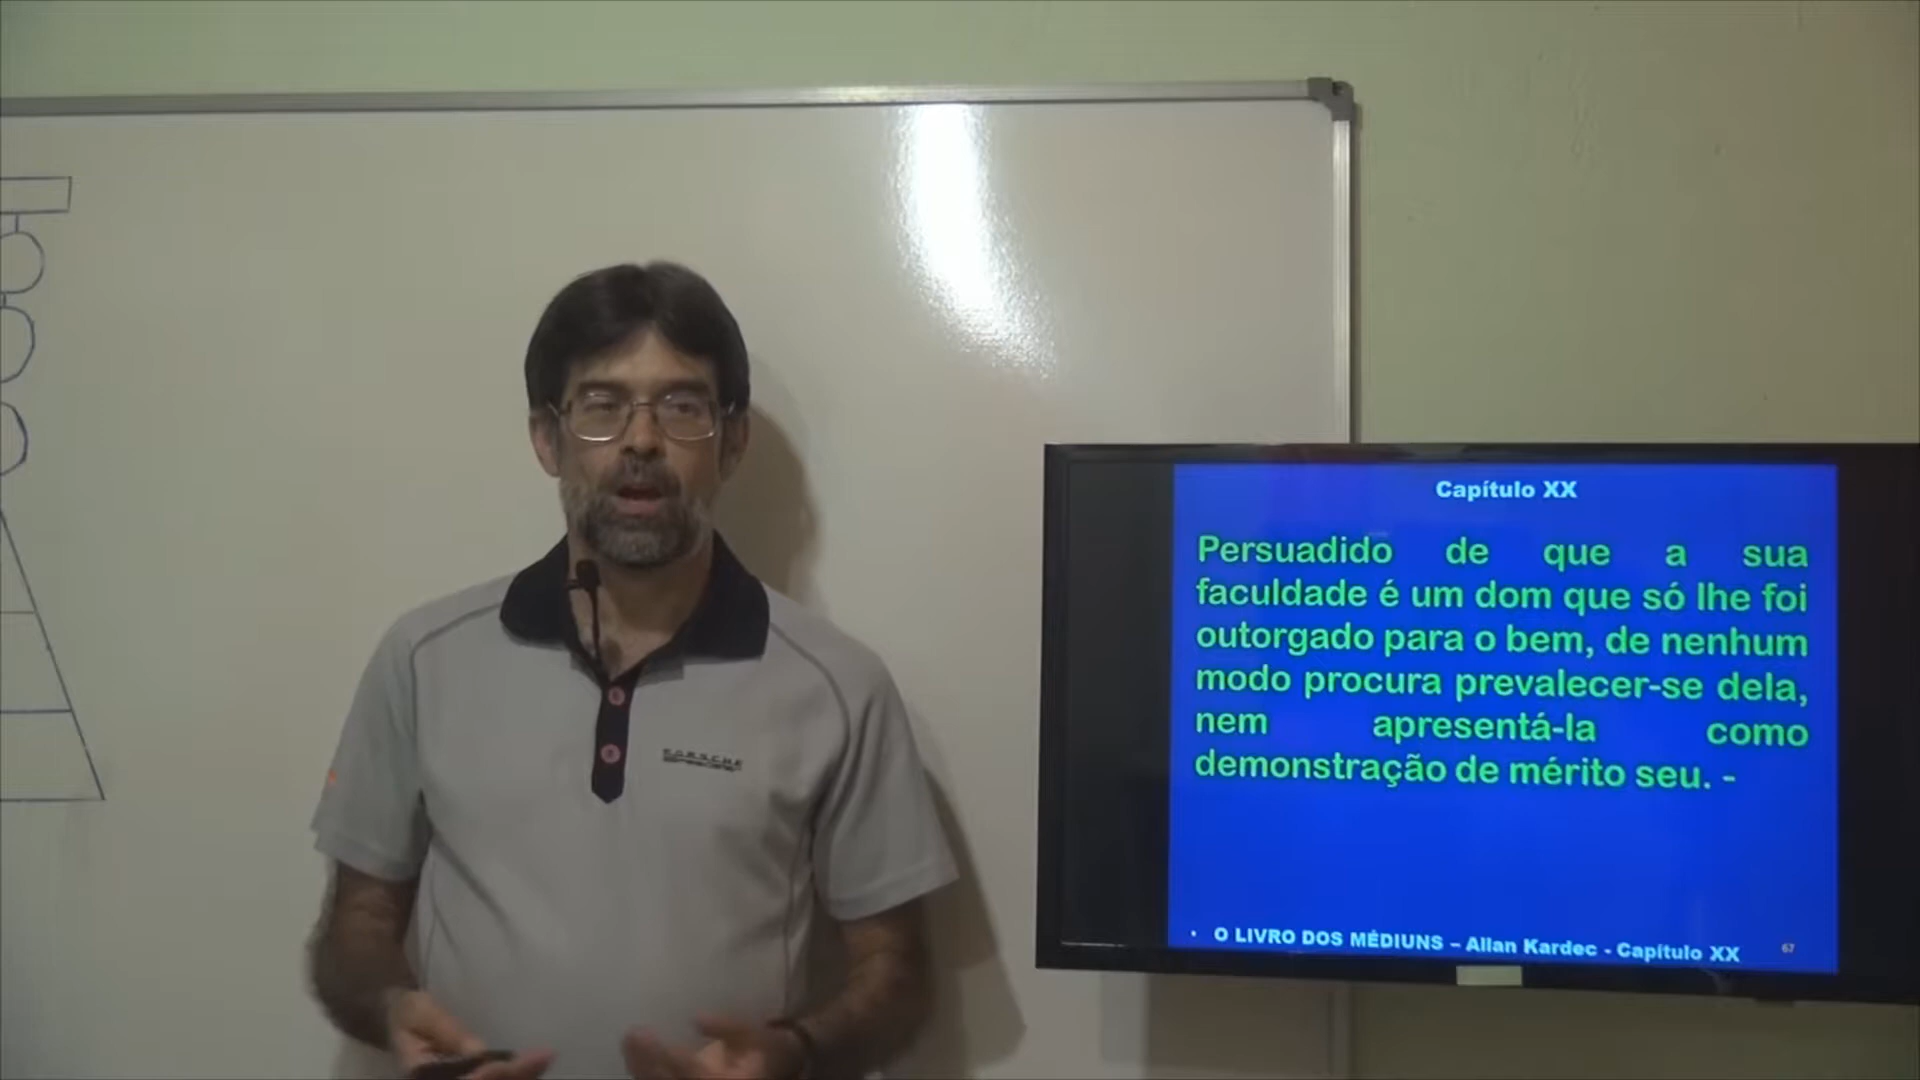 Capítulo XX
Persuadido de que a sua
faculdade é um dom que só lhe foi
outorgado para o bem, de nenhum
modo procura prevalecer-se dela,
nem apresentá-la como
demonstração de mérito seu. -
• O LIVRO DOS MÉDIUNS – Allan Kardec - Capítulo XX
67
PORSCHE